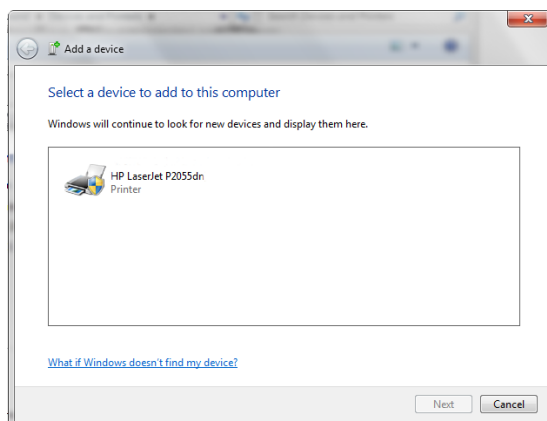 Add a device
Select a device to add to this computer
Windows will continue to look for new devices and display them here.
HP LaserJet P2055dn
Printer
What if Windows doesn't find my device?
Next
Cancel